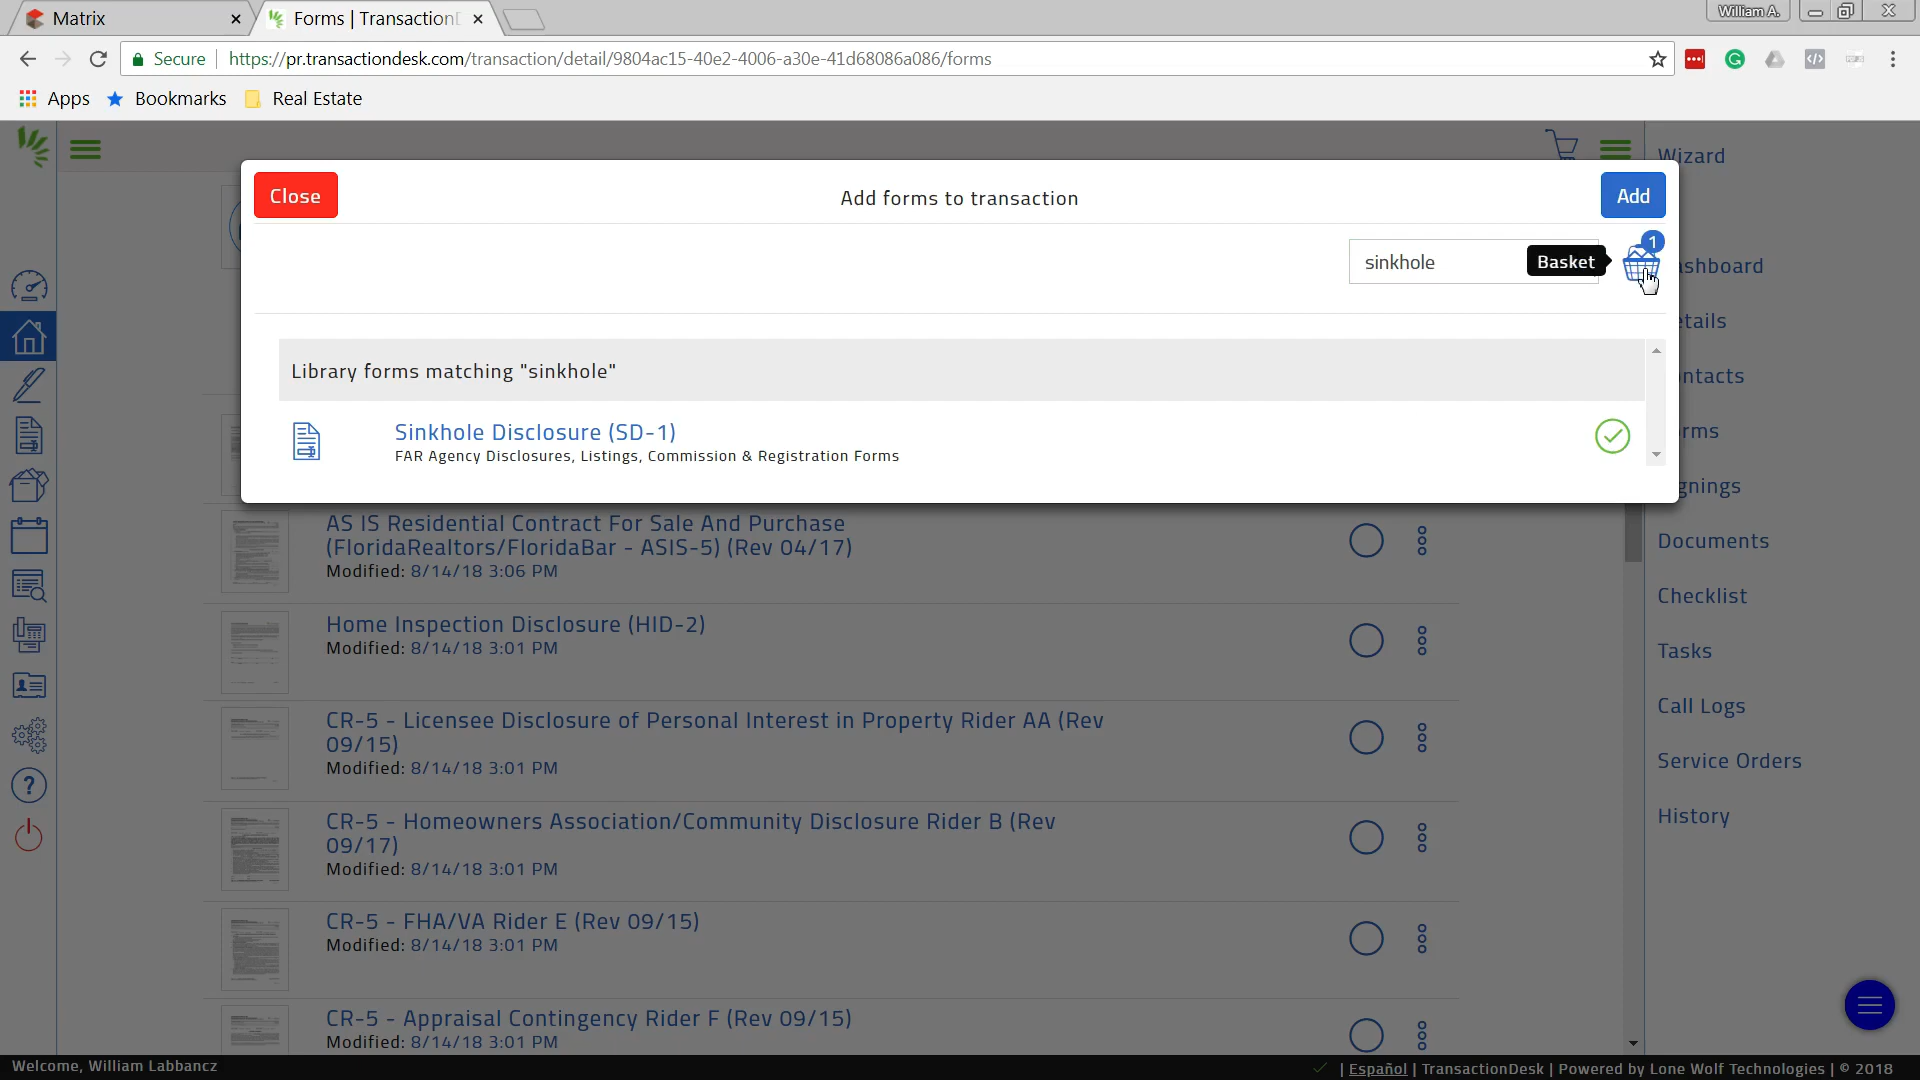 Matrix
Forms | Transaction
William A.
Secure
https://pr.transactiondesk.com/transaction/detail/9804ac15-40e2-4006-a30e-41d68086a086/forms
Apps
Bookmarks
Real Estate
Wizard
Close
Add forms to transaction
Add
sinkhole
Basket
1
ashboard
etails
Library forms matching "sinkhole"
ntacts
Sinkhole Disclosure (SD-1)
FAR Agency Disclosures, Listings, Commission & Registration Forms
rms
gnings
AS IS Residential Contract For Sale And Purchase
(FloridaRealtors/FloridaBar - ASIS-5) (Rev 04/17)
Modified: 8/14/18 3:06 PM
Documents
Checklist
Home Inspection Disclosure (HID-2)
Modified: 8/14/18 3:01 PM
Tasks
CR-5 - Licensee Disclosure of Personal Interest in Property Rider AA (Rev
09/15)
Modified: 8/14/18 3:01 PM
Call Logs
Service Orders
CR-5 - Homeowners Association/Community Disclosure Rider B (Rev
09/17)
Modified: 8/14/18 3:01 PM
History
CR-5 - FHA/VA Rider E (Rev 09/15)
Modified: 8/14/18 3:01 PM
CR-5 - Appraisal Contingency Rider F (Rev 09/15)
Modified: 8/14/18 3:01 PM
Welcome, William Labbancz
| Español | TransactionDesk | Powered by Lone Wolf Technologies | © 2018